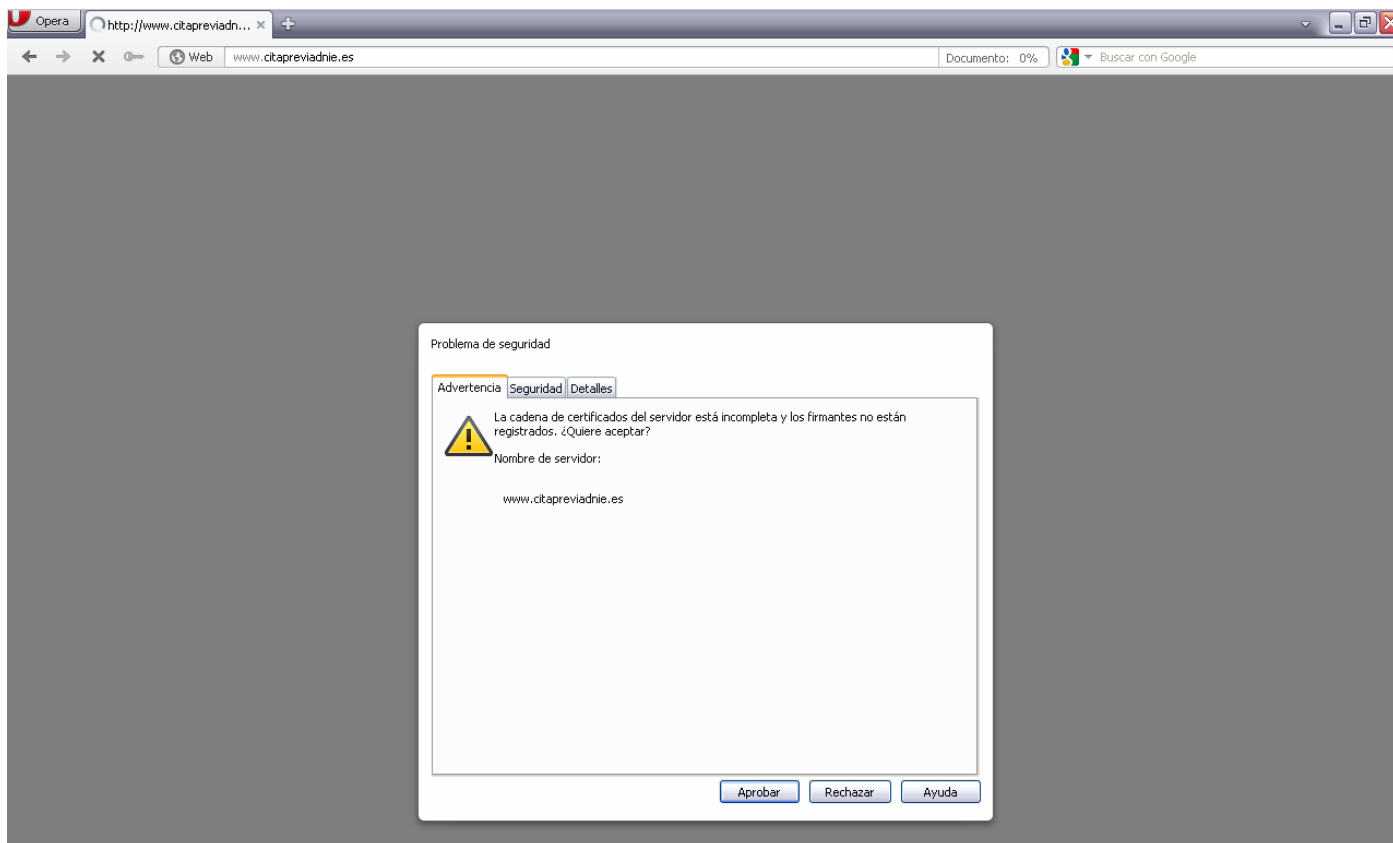 Opera
http://www.citapreviadn...
Web
www.citapreviadnie.es
Documento: 0%
Buscar con Google
Problema de seguridad
Advertencia
Seguridad
Detalles
La cadena de certificados del servidor está incompleta y los firmantes no están
registrados. ¿Quiere aceptar?
Nombre de servidor:
www.citapreviadnie.es
Aprobar
Rechazar
Ayuda